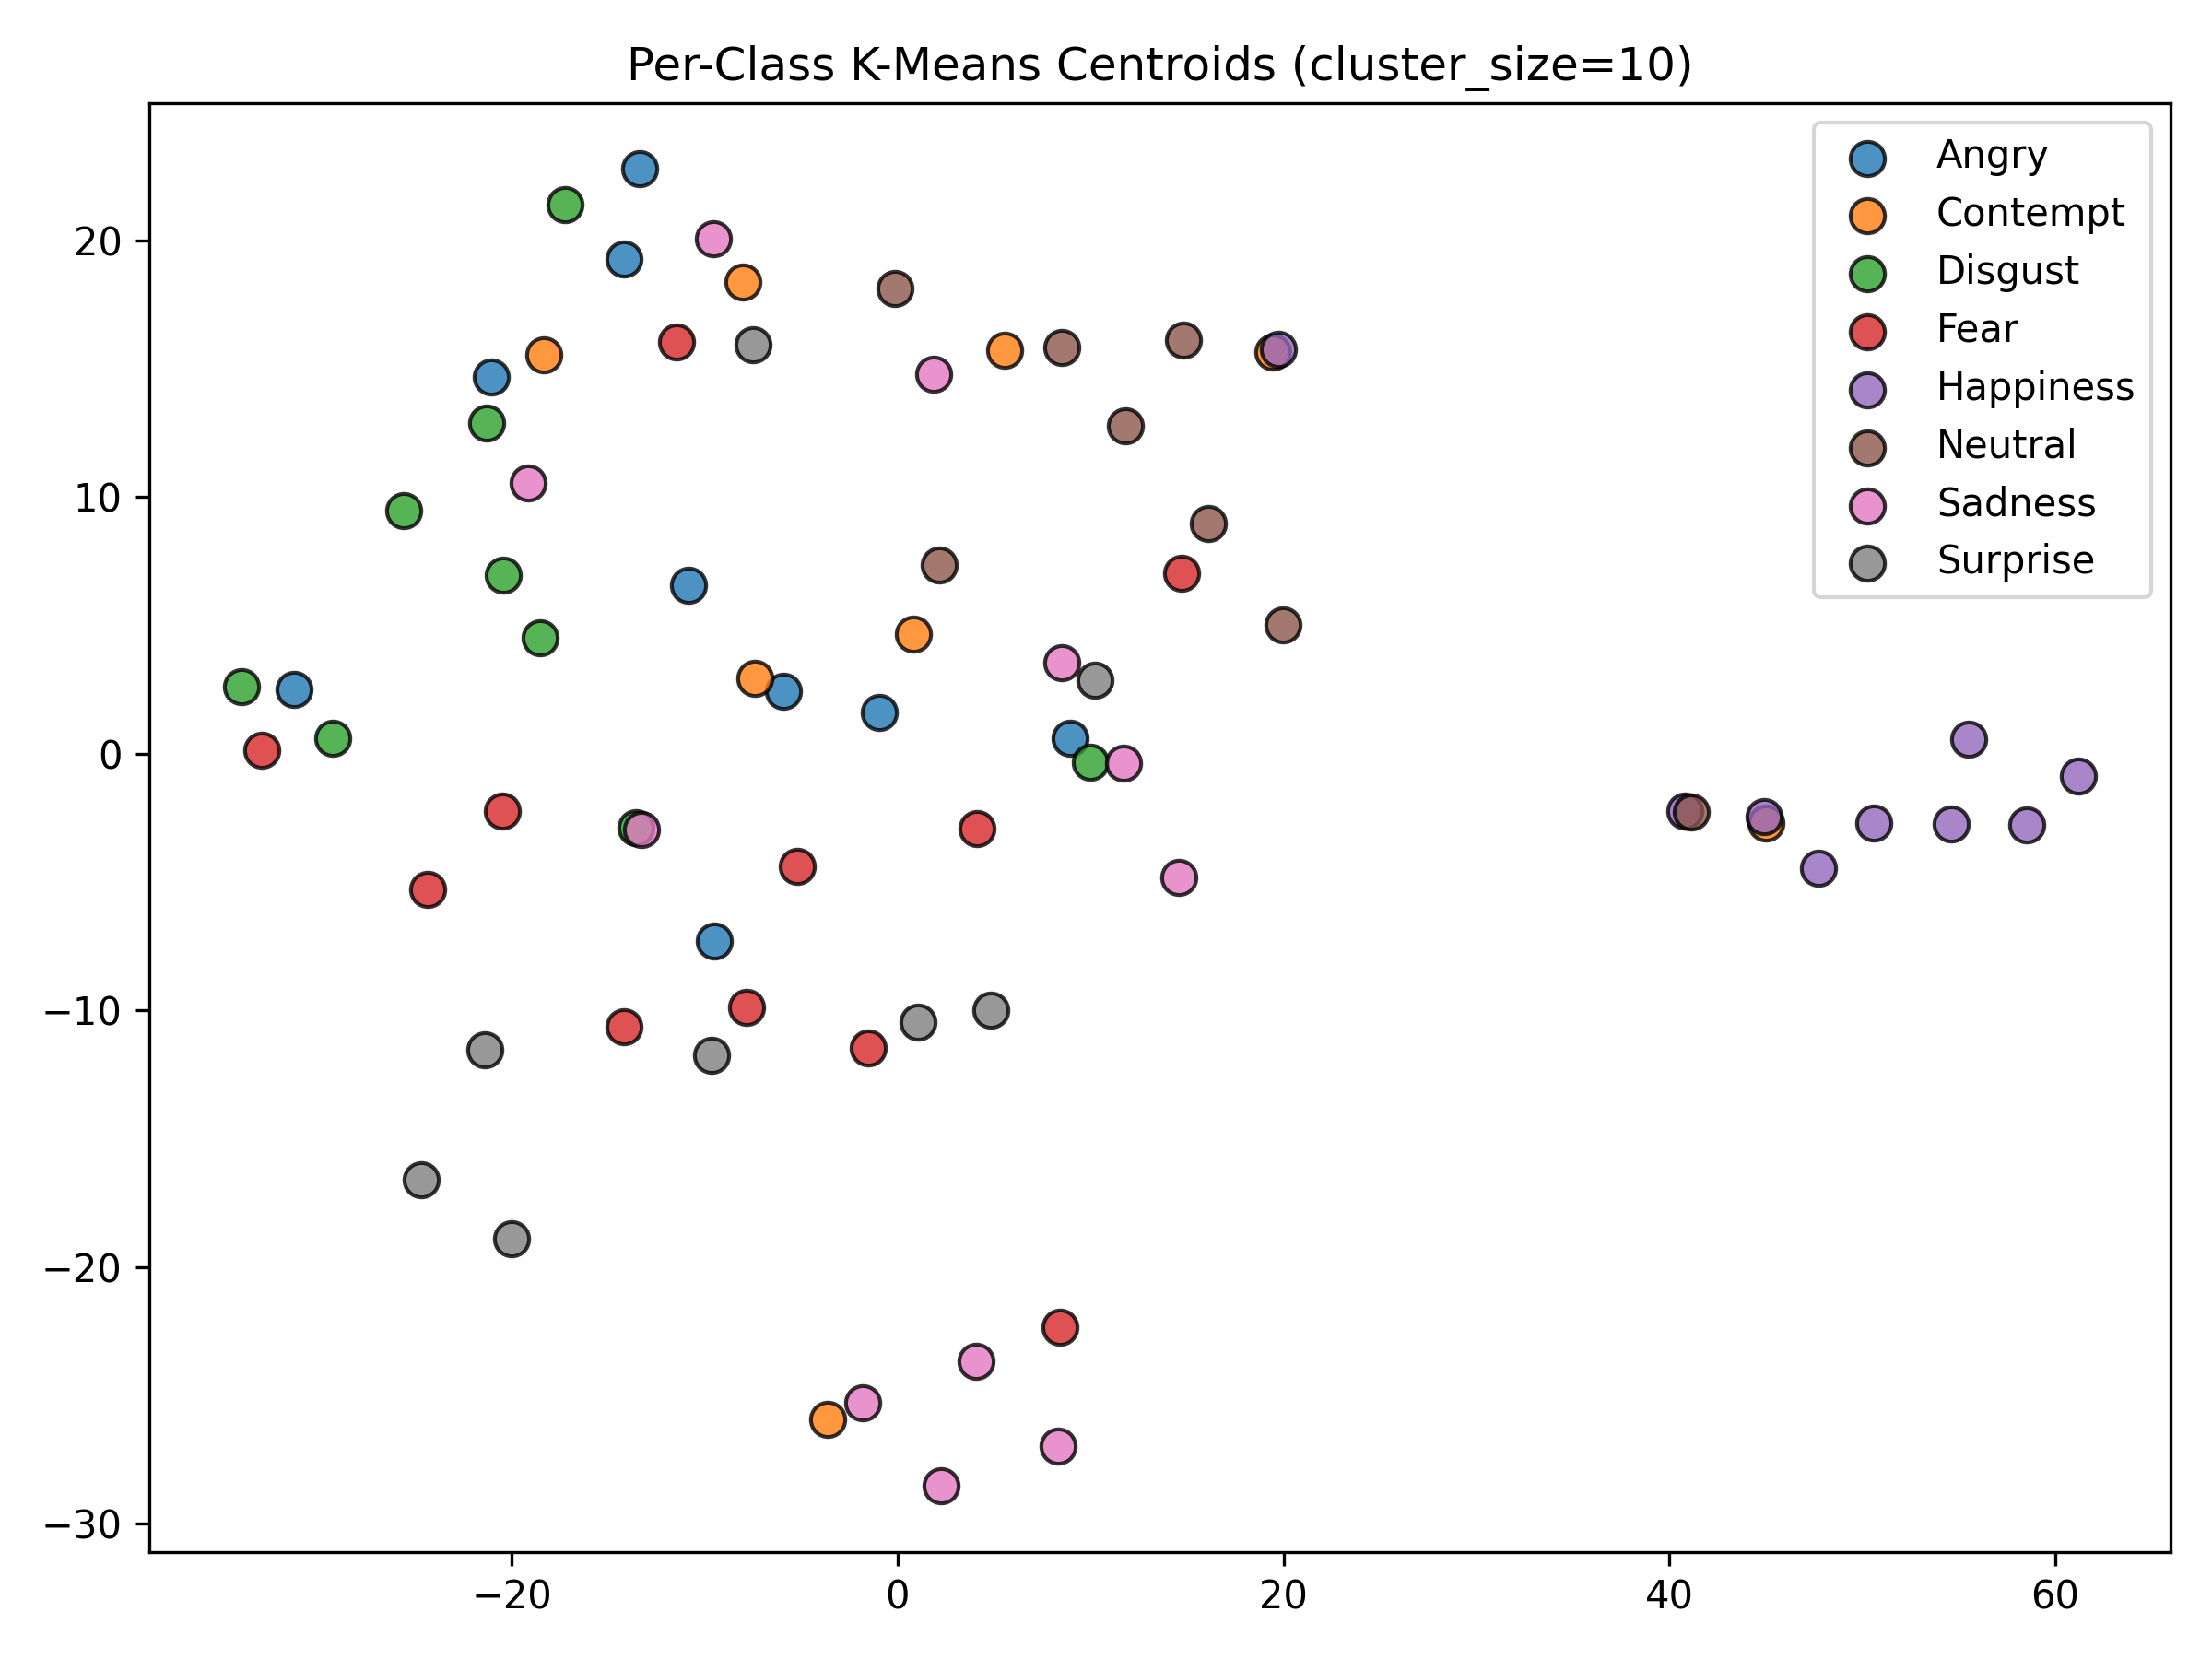 Per-Class K-Means Centroids (cluster_size=10)
Angry
Contempt
Disgust
Fear
Happiness
Neutral
Sadness
Surprise
20
10
0
−10
−20
−30
−20
0
20
40
60